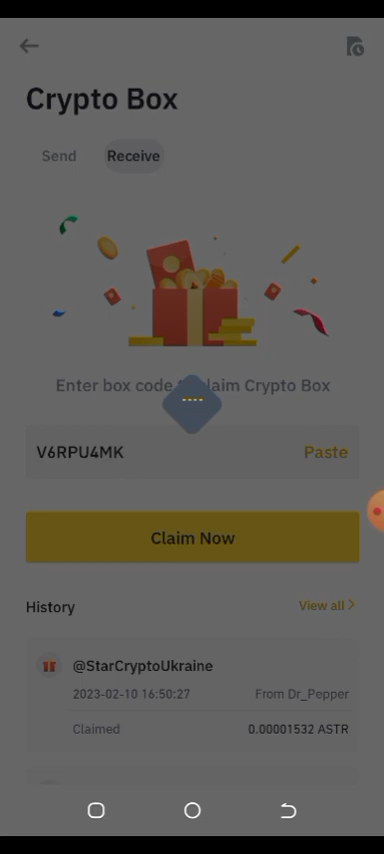 Crypto Box
Send Receive
Enter box code to claim Crypto Box
V6RPU4MK Paste
Claim Now
History View all
@StarCryptoUkraine
2023-02-10 16:50:27 From Dr_Pepper
Claimed 0.00001532 ASTR